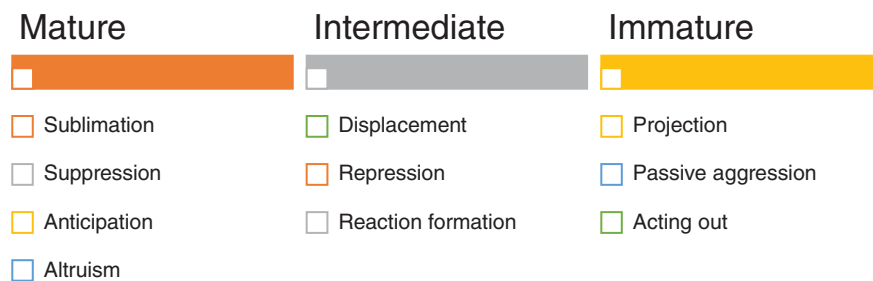 Mature
Sublimation
Suppression
Anticipation
Altruism
Intermediate
Displacement
Repression
Reaction formation
Immature
Projection
Passive aggression
Acting out